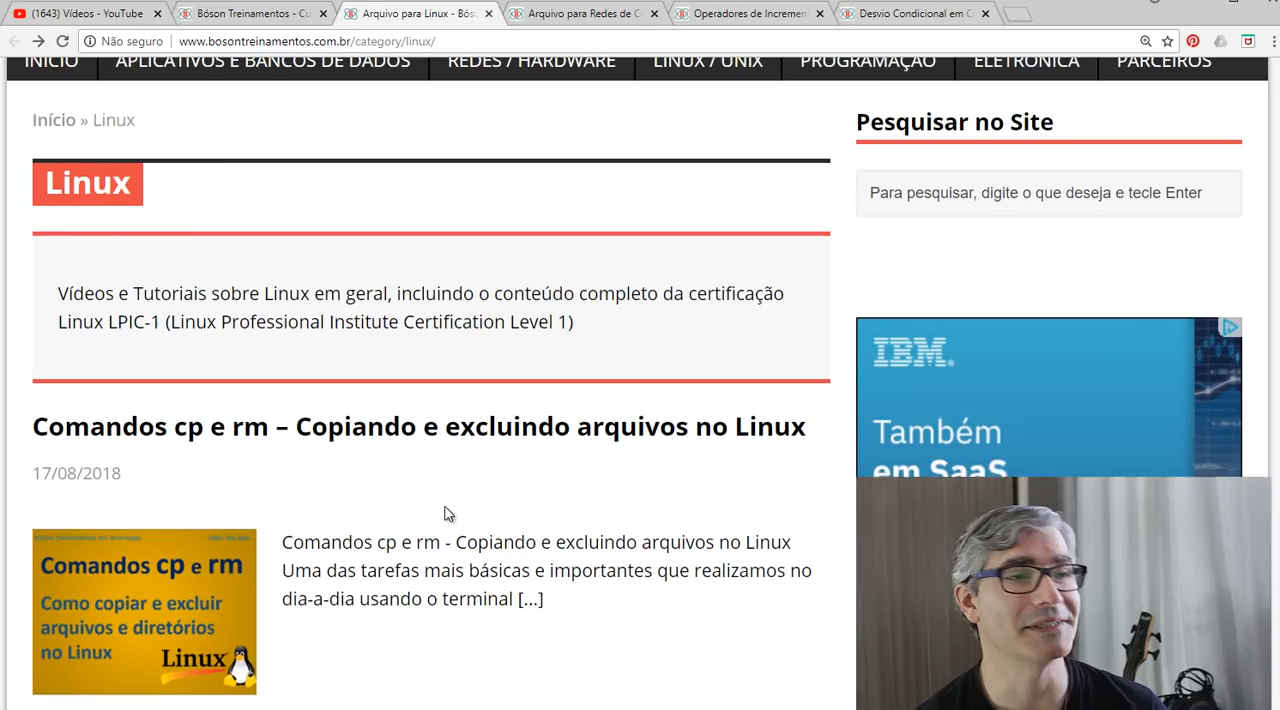 (1643) Vídeos - YouTube
Bóson Treinamentos - Cu
Arquivo para Linux - Bós
Arquivo para Redes de C
Operadores de Incremen
Desvio Condicional em C
Não seguro
www.bosontreinamentos.com.br/category/linux/
INÍCIO
APLICATIVOS E BANCOS DE DADOS
REDES / HARDWARE
LINUX / UNIX
PROGRAMAÇÃO
ELETRÔNICA
PARCEIROS
Início » Linux
Linux
Vídeos e Tutoriais sobre Linux em geral, incluindo o conteúdo completo da certificação
Linux LPIC-1 (Linux Professional Institute Certification Level 1)
Comandos cp e rm – Copiando e excluindo arquivos no Linux
17/08/2018
Comandos cp e rm
Como copiar e excluir
arquivos e diretórios
no Linux
Linux
Comandos cp e rm - Copiando e excluindo arquivos no Linux
Uma das tarefas mais básicas e importantes que realizamos no
dia-a-dia usando o terminal [...]
Pesquisar no Site
Para pesquisar, digite o que deseja e tecle Enter
IBM.
Também
em SaaS